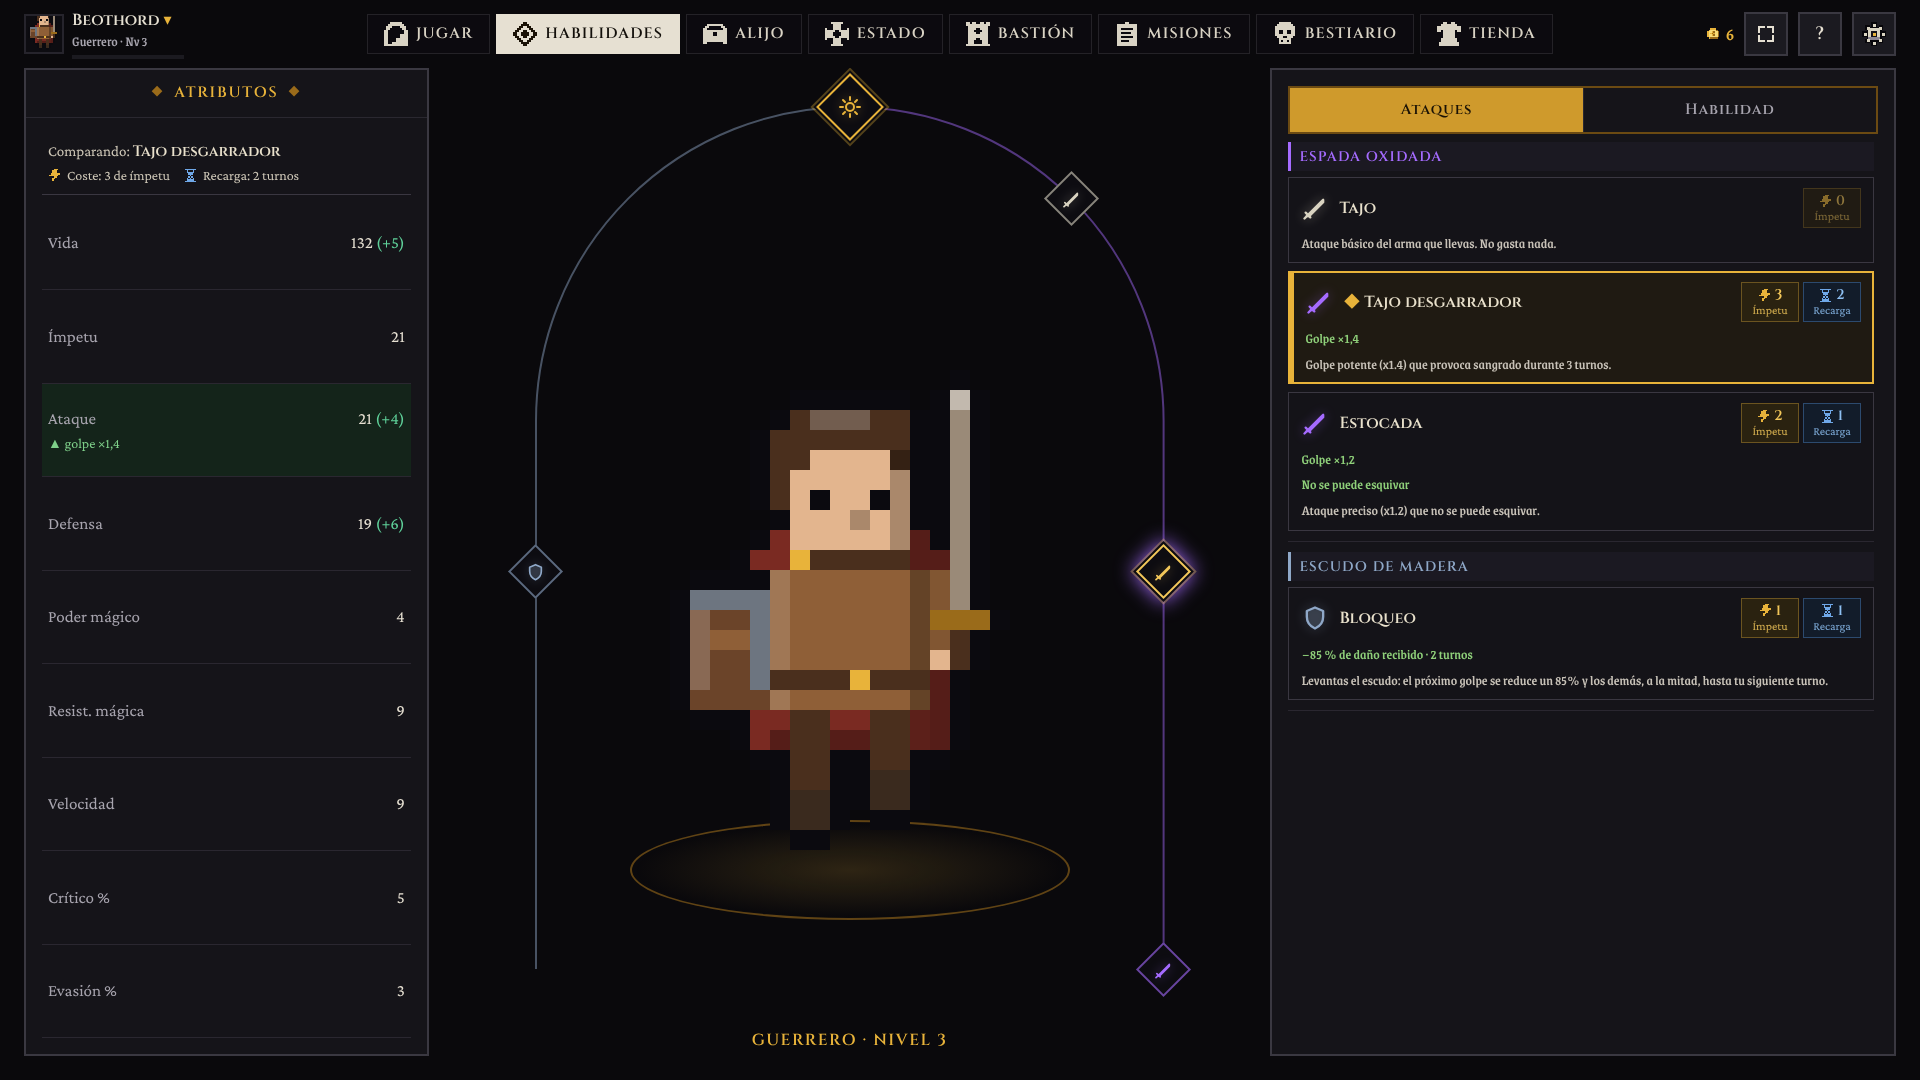 BEOTHORD ▾
Guerrero · Nv 3
JUGAR
HABILIDADES
ALIJO
ESTADO
BASTIÓN
MISIONES
BESTIARIO
TIENDA
6
?
ATRIBUTOS
Comparando: TAJO DESGARRADOR
Coste: 3 de ímpetu Recarga: 2 turnos
Vida 132 (+5)
Ímpetu 21
Ataque 21 (+4)
▲ golpe ×1,4
Defensa 19 (+6)
Poder mágico 4
Resist. mágica 9
Velocidad 9
Crítico % 5
Evasión % 3
GUERRERO · NIVEL 3
ATAQUES
HABILIDAD
ESPADA OXIDADA
TAJO
0
Ímpetu
Ataque básico del arma que llevas. No gasta nada.
TAJO DESGARRADOR
3
Ímpetu
2
Recarga
Golpe ×1,4
Golpe potente (x1.4) que provoca sangrado durante 3 turnos.
ESTOCADA
2
Ímpetu
1
Recarga
Golpe ×1,2
No se puede esquivar
Ataque preciso (x1.2) que no se puede esquivar.
ESCUDO DE MADERA
BLOQUEO
1
Ímpetu
1
Recarga
−85 % de daño recibido · 2 turnos
Levantas el escudo: el próximo golpe se reduce un 85% y los demás, a la mitad, hasta tu siguiente turno.